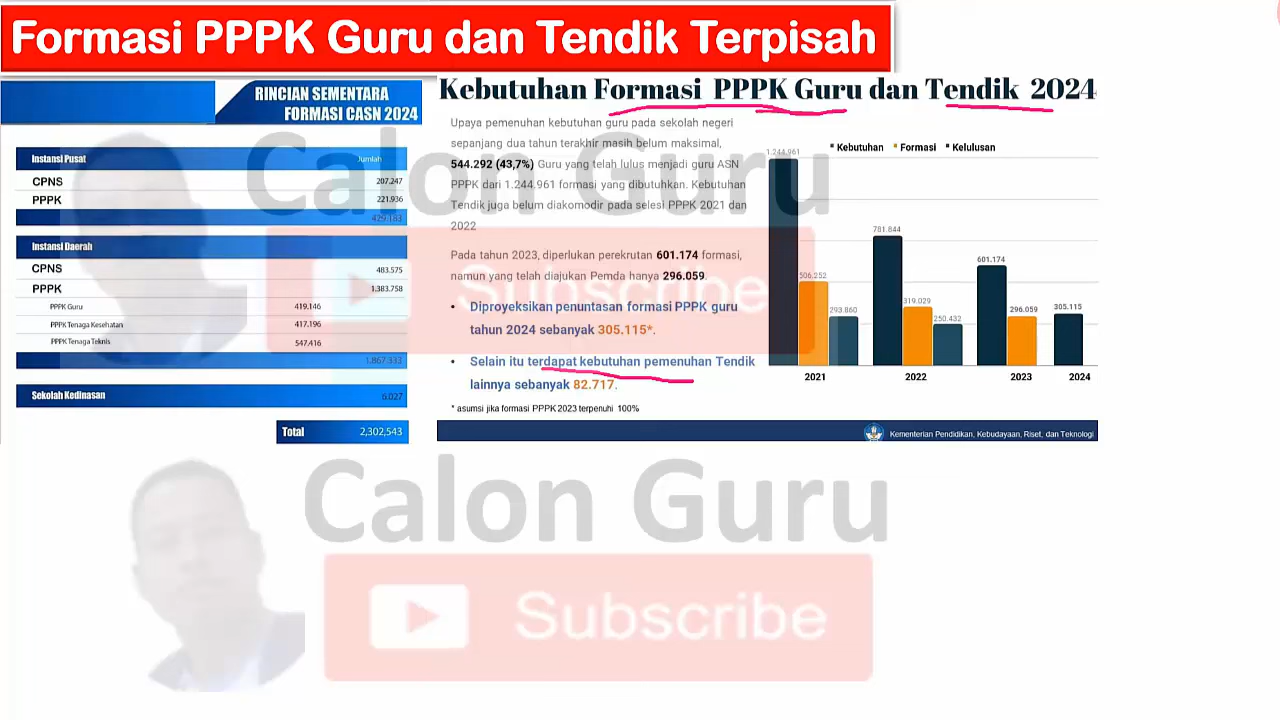 Formasi PPPK Guru dan Tendik Terpisah
RINCIAN SEMENTARA
FORMASI CASN 2024
Instansi Pusat Jumlah
CPNS 207.247
PPPK 221.936
429.183
Instansi Daerah
CPNS 483.575
PPPK 1.383.758
PPPK Guru 419.146
PPPK Tenaga Kesehatan 417.196
PPPK Tenaga Teknis 547.416
1.867.333
Sekolah Kedinasan 6.027
Total 2,302,543
Kebutuhan Formasi PPPK Guru dan Tendik 2024
Upaya pemenuhan kebutuhan guru pada sekolah negeri
sepanjang dua tahun terakhir masih belum maksimal,
544.292 (43,7%) Guru yang telah lulus menjadi guru ASN
PPPK dari 1.244.961 formasi yang dibutuhkan. Kebutuhan
Tendik juga belum diakomodir pada selesi PPPK 2021 dan
2022
Pada tahun 2023, diperlukan perekrutan 601.174 formasi,
namun yang telah diajukan Pemda hanya 296.059.
• Diproyeksikan penuntasan formasi PPPK guru
tahun 2024 sebanyak 305.115*.
• Selain itu terdapat kebutuhan pemenuhan Tendik
lainnya sebanyak 82.717.
* asumsi jika formasi PPPK 2023 terpenuhi 100%
Kebutuhan Formasi Kelulusan
1.244.961
506.252
293.860
781.844
319.029
250.432
601.174
296.059
305.115
2021 2022 2023 2024
Kementerian Pendidikan, Kebudayaan, Riset, dan Teknologi
Calon Guru
Subscribe
Calon Guru
Subscribe